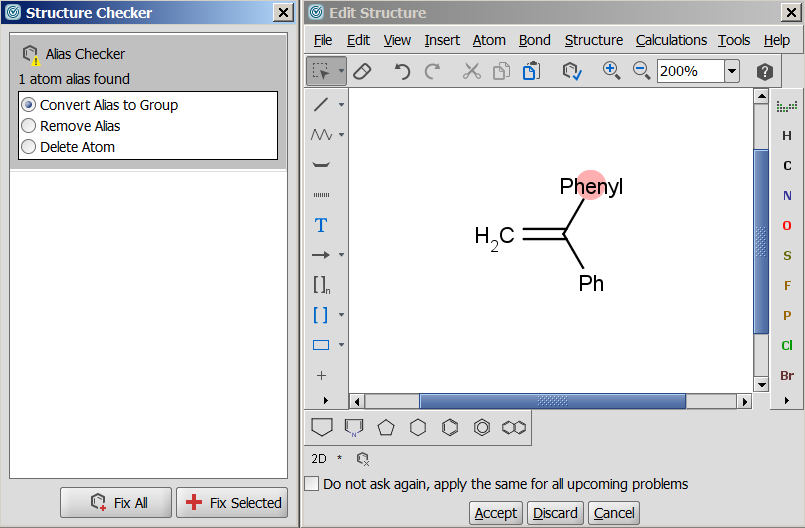 Structure Checker
Alias Checker
1 atom alias found
Convert Alias to Group
Remove Alias
Delete Atom
Fix All
Fix Selected
Edit Structure
File Edit View Insert Atom Bond Structure Calculations Tools Help
200%
?
T
[ ]n
[ ]
+
Phenyl
H2C
Ph
H
C
N
O
S
F
P
Cl
Br
N
2D *
Do not ask again, apply the same for all upcoming problems
Accept Discard Cancel